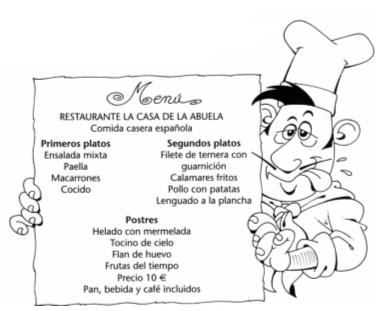 Menú
RESTAURANTE LA CASA DE LA ABUELA
Comida casera española
Primeros platos
Ensalada mixta
Paella
Macarrones
Cocido
Segundos platos
Filete de ternera con
guarnición
Calamares fritos
Pollo con patatas
Lenguado a la plancha
Postres
Helado con mermelada
Tocino de cielo
Flan de huevo
Frutas del tiempo
Precio 10 €
Pan, bebida y café incluidos